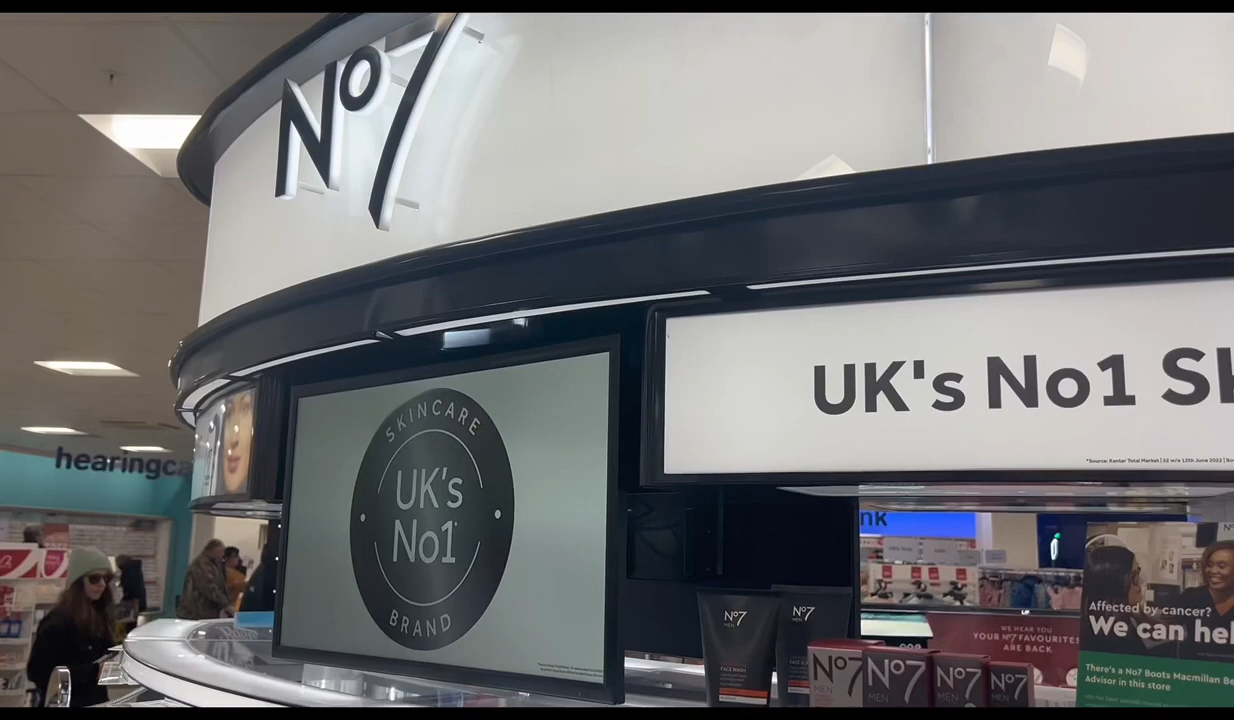 No7
UK's No1 Sk
*Source: Kantar Total Market | 52 w/e 12th June 2022 | Bo
SKINCARE
UK's
No1
BRAND
hearingca
nk
No7
MEN
FACE WASH
No7
MEN
No7
MEN
No7
MEN
No7
MEN
No7
WE HEAR YOU
YOUR No7 FAVOURITES
ARE BACK
Affected by cancer?
We can hel
There's a No7 Boots Macmillan Be
Advisor in this store